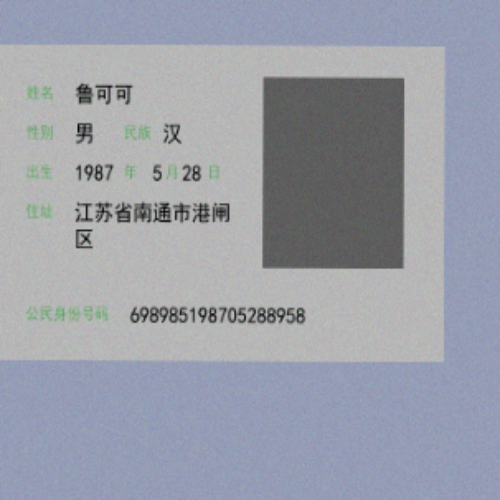 姓名 鲁可可
性别 男 民族 汉
出生 1987 年 5 月 28 日
住址 江苏省南通市港闸
区
公民身份号码 698985198705288958